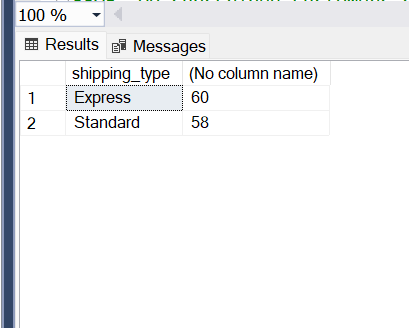 100 %
Results Messages
shipping_type (No column name)
1 Express 60
2 Standard 58